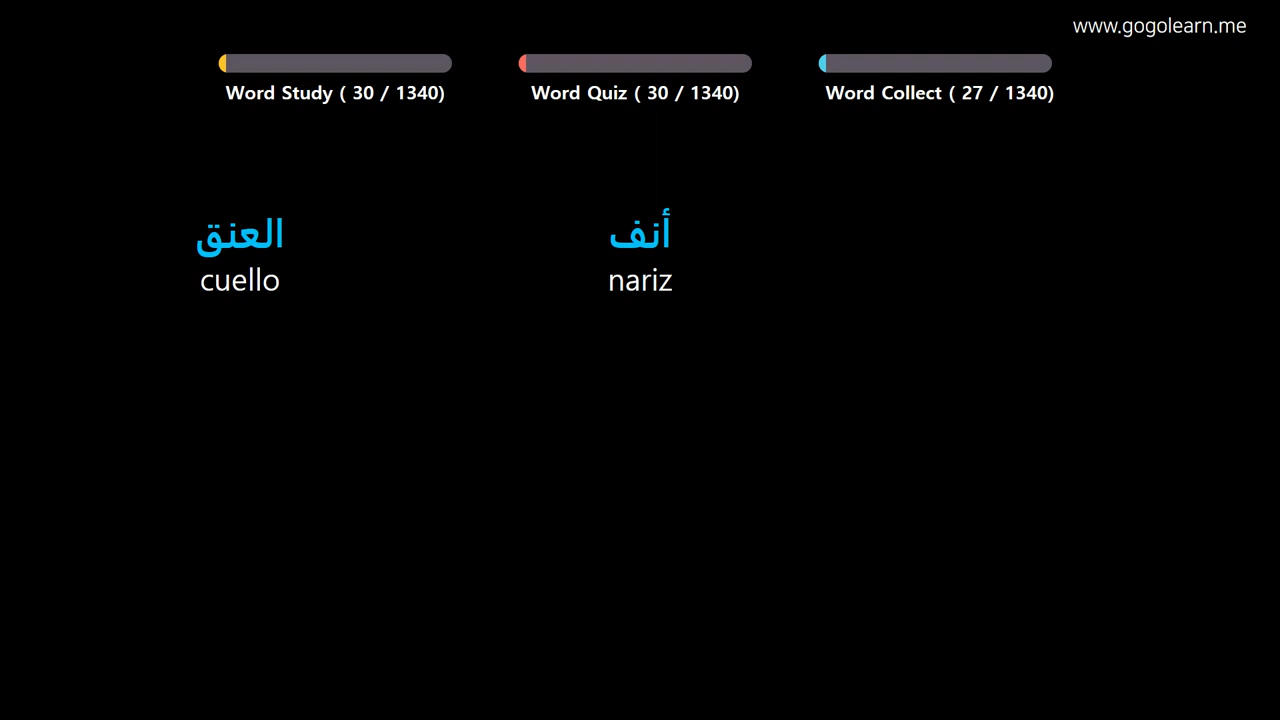 www.gogolearn.me
Word Study ( 30 / 1340)
Word Quiz ( 30 / 1340)
Word Collect ( 27 / 1340)
العنق
cuello
أنف
nariz